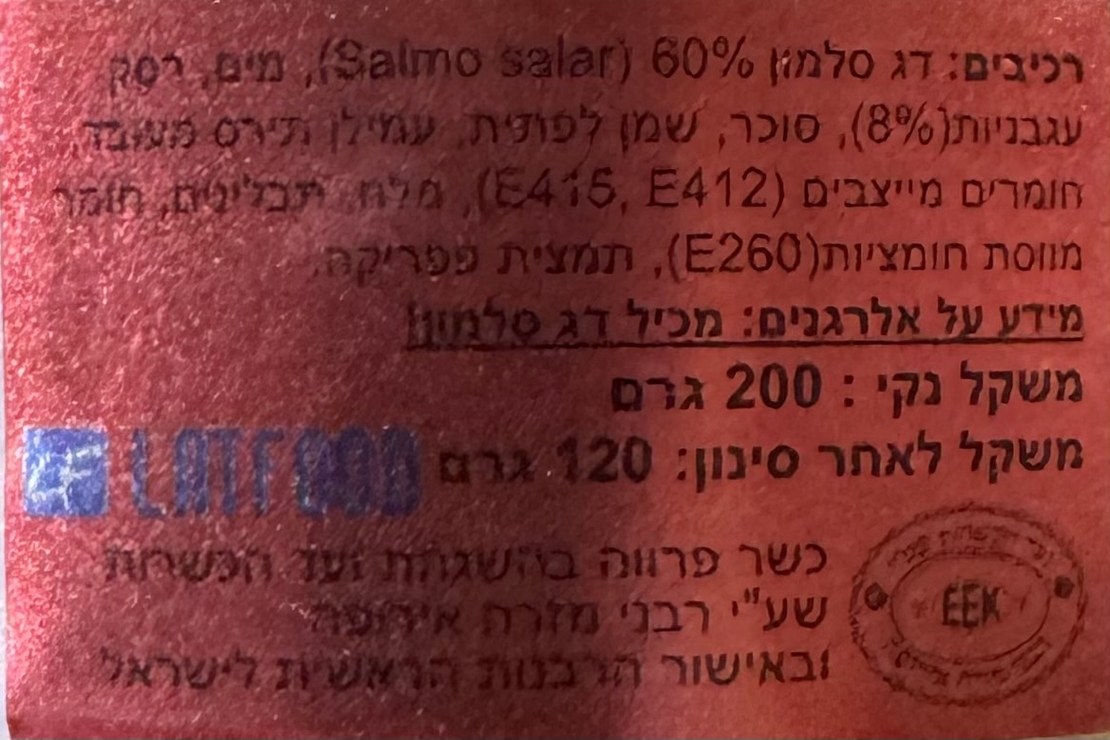 רכיבים: דג סלמון 60% (Salmo salar), מים, רסק
עגבניות(8%), סוכר, שמן לפתית, עמילן תירס מעובד,
חומרים מייצבים (E415, E412), מלח, תבלינים, חומר
מווסת חומציות(E260), תמצית פפריקה.
מידע על אלרגנים: מכיל דג סלמון!
משקל נקי : 200 גרם
משקל לאחר סינון: 120 גרם
LATFOOD
כשר פרווה בהשגחת ועד הכשרות
שע"י רבני מזרח אירופה
ובאישור הרבנות הראשית לישראל
EEK